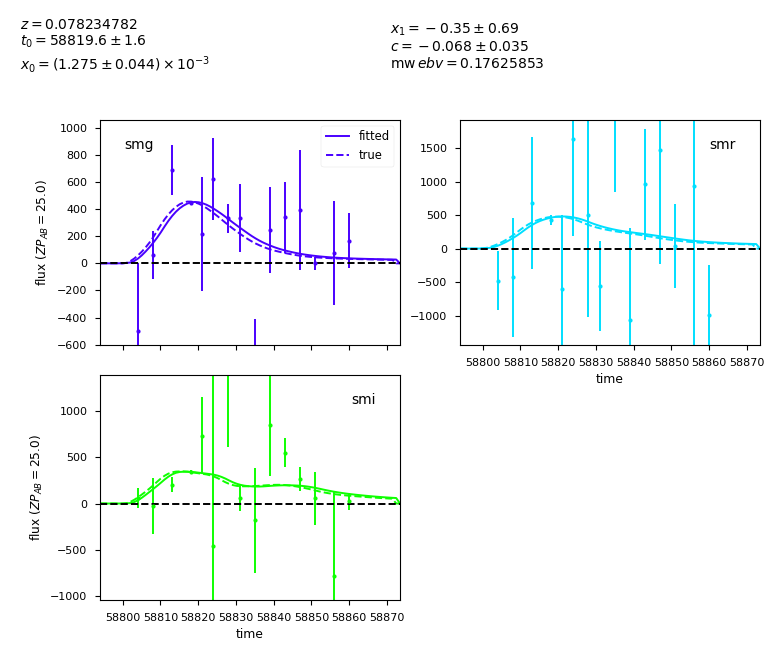 z = 0.078234782
t0 = 58819.6 ± 1.6
x0 = (1.275 ± 0.044) × 10^−3
x1 = −0.35 ± 0.69
c = −0.068 ± 0.035
mwebv = 0.17625853
smg
fitted
true
1000
800
600
400
200
0
−200
−400
−600
flux (ZP_AB = 25.0)
smr
1500
1000
500
0
−500
−1000
58800 58810 58820 58830 58840 58850 58860 58870
time
smi
1000
500
0
−500
−1000
flux (ZP_AB = 25.0)
58800 58810 58820 58830 58840 58850 58860 58870
time